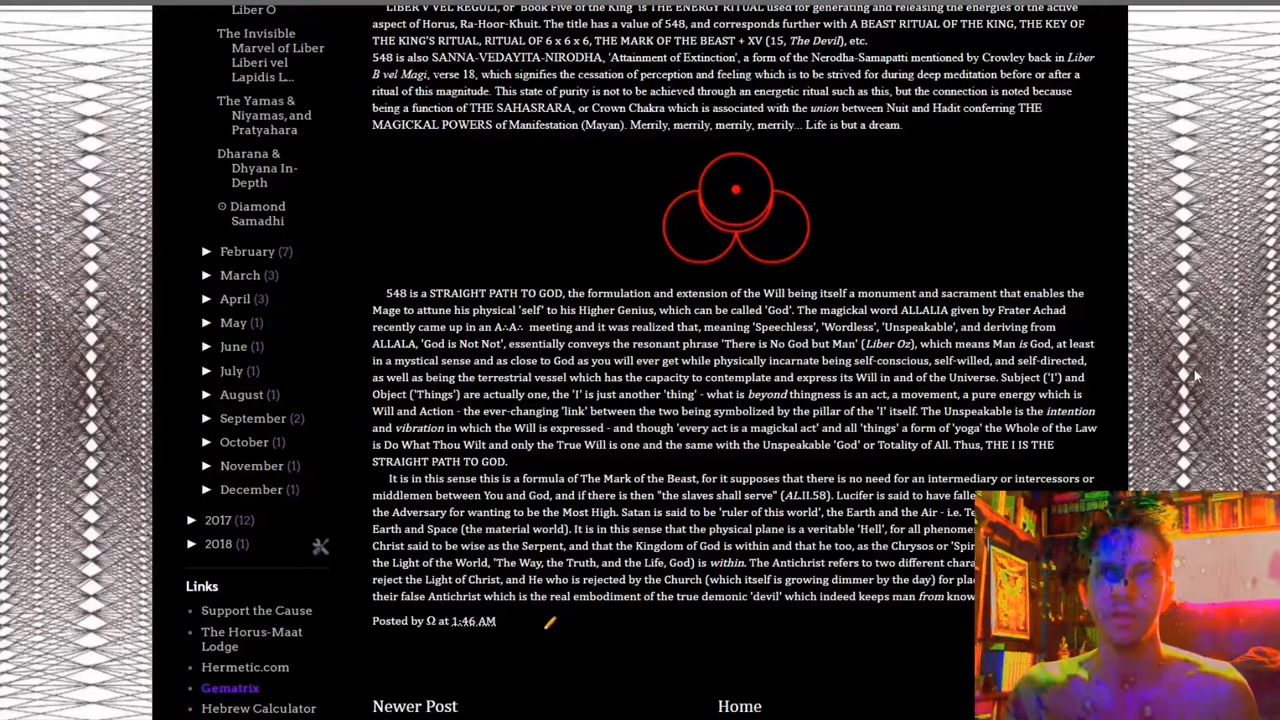 Liber O
The Invisible
Marvel of Liber
Liberi vel
Lapidis L...
The Yamas &
Niyamas, and
Pratyahara
Dharana &
Dhyana In-
Depth
⊙ Diamond
Samadhi
► February (7)
► March (3)
► April (3)
► May (1)
► June (1)
► July (1)
► August (1)
► September (2)
► October (1)
► November (1)
► December (1)
► 2017 (12)
► 2018 (1)
Links
Support the Cause
The Horus-Maat
Lodge
Hermetic.com
Gematrix
Hebrew Calculator
LIBER V VEL REGULI, or 'Book Five of the King' is THE ENERGY RITUAL used for generating and releasing the energies of the active
aspect of Horus, Ra-Hoor-Khuit. The title has a value of 548, and corresponds further with A BEAST RITUAL OF THE KING, THE KEY OF
THE KING'S RITUAL, RITUAL OF 6 x 6 x 6, THE MARK OF THE BEAST + XV (15, The Devil), etc.
548 is also SANNA-VEDAYITA-NIRODHA, 'Attainment of Extinction', a form of the Nerodha-Samapatti mentioned by Crowley back in Liber
B vel Magi, verse 18, which signifies the cessation of perception and feeling which is to be strived for during deep meditation before or after a
ritual of this magnitude. This state of purity is not to be achieved through an energetic ritual such as this, but the connection is noted because
being a function of THE SAHASRARA, or Crown Chakra which is associated with the union between Nuit and Hadit conferring THE
MAGICKAL POWERS of Manifestation (Mayan). Merrily, merrily, merrily, merrily... Life is but a dream.
548 is a STRAIGHT PATH TO GOD, the formulation and extension of the Will being itself a monument and sacrament that enables the
Mage to attune his physical 'self' to his Higher Genius, which can be called 'God'. The magickal word ALLALIA given by Frater Achad
recently came up in an A∴A∴ meeting and it was realized that, meaning 'Speechless', 'Wordless', 'Unspeakable', and deriving from
ALLALA, 'God is Not Not', essentially conveys the resonant phrase 'There is No God but Man' (Liber Oz), which means Man is God, at least
in a mystical sense and as close to God as you will ever get while physically incarnate being self-conscious, self-willed, and self-directed,
as well as being the terrestrial vessel which has the capacity to contemplate and express its Will in and of the Universe. Subject ('I') and
Object ('Things') are actually one, the 'I' is just another 'thing' - what is beyond thingness is an act, a movement, a pure energy which is
Will and Action - the ever-changing 'link' between the two being symbolized by the pillar of the 'I' itself. The Unspeakable is the intention
and vibration in which the Will is expressed - and though 'every act is a magickal act' and all 'things' a form of 'yoga' the Whole of the Law
is Do What Thou Wilt and only the True Will is one and the same with the Unspeakable 'God' or Totality of All. Thus, THE I IS THE
STRAIGHT PATH TO GOD.
It is in this sense this is a formula of The Mark of the Beast, for it supposes that there is no need for an intermediary or intercessors or
middlemen between You and God, and if there is then "the slaves shall serve" (AL.II.58). Lucifer is said to have
the Adversary for wanting to be the Most High. Satan is said to be 'ruler of this world', the Earth and the Air - i.e.
Earth and Space (the material world). It is in this sense that the physical plane is a veritable 'Hell', for all
Christ said to be wise as the Serpent, and that the Kingdom of God is within and that he too, as the Chrysos or
the Light of the World, 'The Way, the Truth, and the Life, God) is within. The Antichrist refers to two different
reject the Light of Christ, and He who is rejected by the Church (which itself is growing dimmer by the day) for
their false Antichrist which is the real embodiment of the true demonic 'devil' which indeed keeps man from
Posted by Ω at 1:46 AM
Newer Post
Home